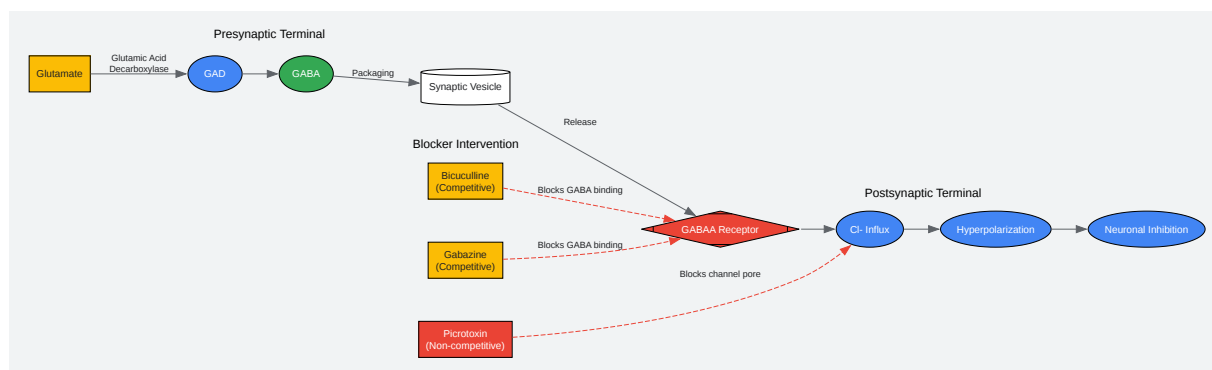 Presynaptic Terminal
Glutamate
Glutamic Acid
Decarboxylase
GAD
GABA
Packaging
Synaptic Vesicle
Release
Blocker Intervention
Bicuculline
(Competitive)
Blocks GABA binding
Gabazine
(Competitive)
Blocks GABA binding
Picrotoxin
(Non-competitive)
Blocks channel pore
GABAA Receptor
Postsynaptic Terminal
Cl- Influx
Hyperpolarization
Neuronal Inhibition